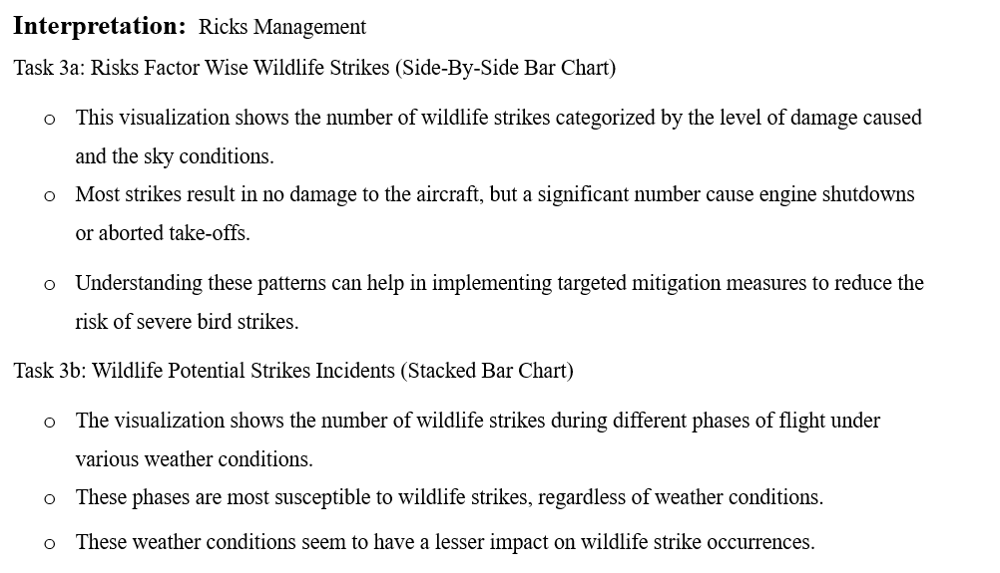 Interpretation: Ricks Management
Task 3a: Risks Factor Wise Wildlife Strikes (Side-By-Side Bar Chart)
o This visualization shows the number of wildlife strikes categorized by the level of damage caused
and the sky conditions.
o Most strikes result in no damage to the aircraft, but a significant number cause engine shutdowns
or aborted take-offs.
o Understanding these patterns can help in implementing targeted mitigation measures to reduce the
risk of severe bird strikes.
Task 3b: Wildlife Potential Strikes Incidents (Stacked Bar Chart)
o The visualization shows the number of wildlife strikes during different phases of flight under
various weather conditions.
o These phases are most susceptible to wildlife strikes, regardless of weather conditions.
o These weather conditions seem to have a lesser impact on wildlife strike occurrences.